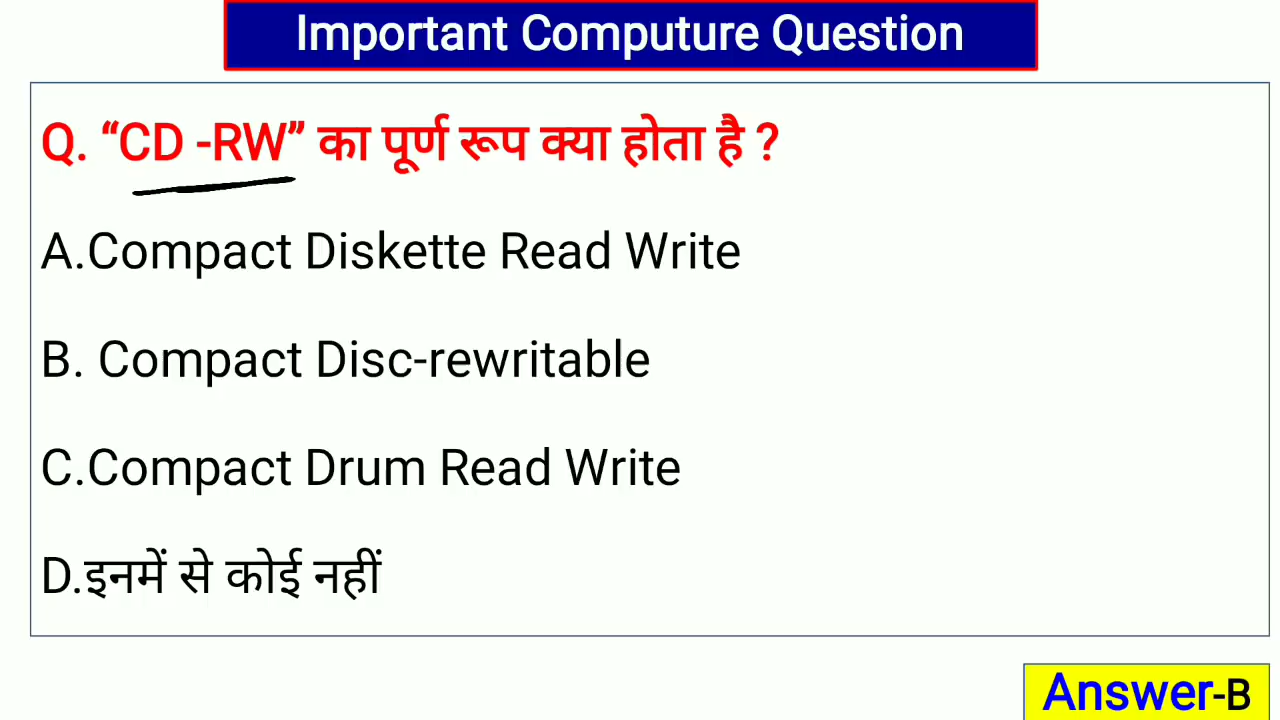 Important Computure Question
Q. “CD -RW” का पूर्ण रूप क्या होता है ?
A.Compact Diskette Read Write
B. Compact Disc-rewritable
C.Compact Drum Read Write
D.इनमें से कोई नहीं
Answer-B